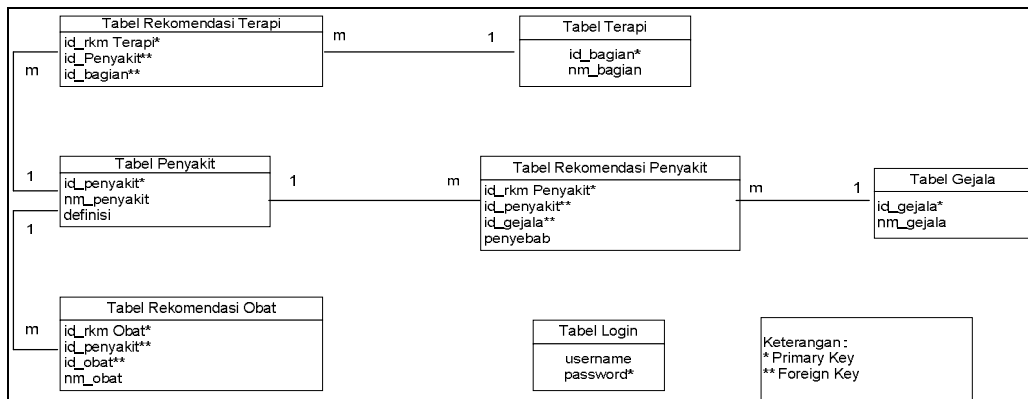 Tabel Rekomendasi Terapi
id_rkm Terapi*
id_Penyakit**
id_bagian**
m
1
Tabel Terapi
id_bagian*
nm_bagian
m
1
Tabel Penyakit
id_penyakit*
nm_penyakit
definisi
1
m
Tabel Rekomendasi Penyakit
id_rkm Penyakit*
id_penyakit**
id_gejala**
penyebab
m
1
Tabel Gejala
id_gejala*
nm_gejala
1
m
Tabel Rekomendasi Obat
id_rkm Obat*
id_penyakit**
id_obat**
nm_obat
Tabel Login
username
password*
Keterangan :
* Primary Key
** Foreign Key